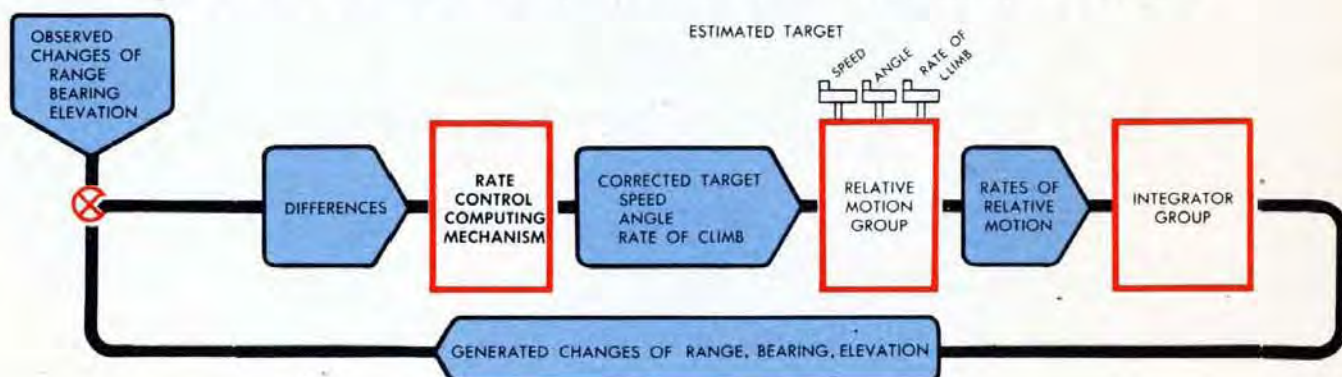 OBSERVED
CHANGES OF
RANGE
BEARING
ELEVATION
DIFFERENCES
RATE
CONTROL
COMPUTING
MECHANISM
CORRECTED TARGET
SPEED
ANGLE
RATE OF CLIMB
ESTIMATED TARGET
SPEED
ANGLE
RATE OF
CLIMB
RELATIVE
MOTION
GROUP
RATES OF
RELATIVE
MOTION
INTEGRATOR
GROUP
GENERATED CHANGES OF RANGE, BEARING, ELEVATION